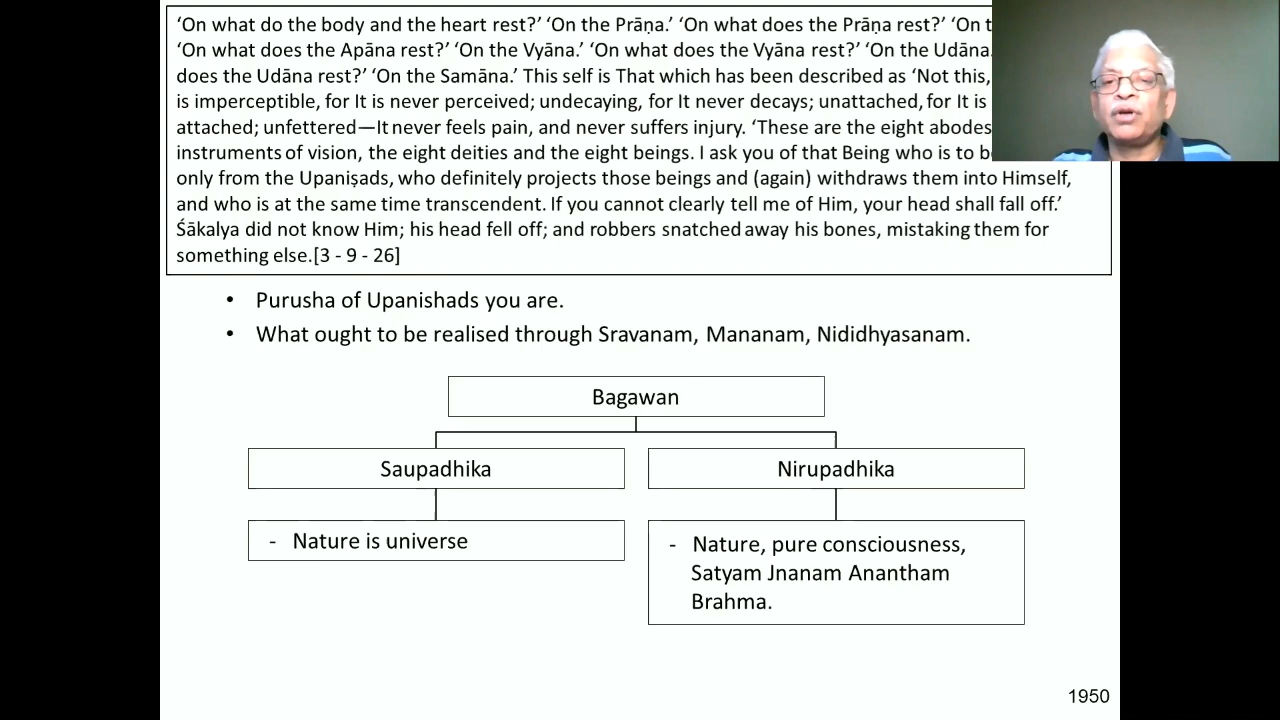 ‘On what do the body and the heart rest?’ ‘On the Prāṇa.’ ‘On what does the Prāṇa rest?’ ‘On
‘On what does the Apāna rest?’ ‘On the Vyāna.’ ‘On what does the Vyāna rest?’ ‘On the Udāna.
does the Udāna rest?’ ‘On the Samāna.’ This self is That which has been described as ‘Not this,
is imperceptible, for It is never perceived; undecaying, for It never decays; unattached, for It is
attached; unfettered—It never feels pain, and never suffers injury. ‘These are the eight abodes
instruments of vision, the eight deities and the eight beings. I ask you of that Being who is to
only from the Upaniṣads, who definitely projects those beings and (again) withdraws them into Himself,
and who is at the same time transcendent. If you cannot clearly tell me of Him, your head shall fall off.’
Śākalya did not know Him; his head fell off; and robbers snatched away his bones, mistaking them for
something else.[3 - 9 - 26]
• Purusha of Upanishads you are.
• What ought to be realised through Sravanam, Mananam, Nididhyasanam.
Bagawan
Saupadhika
Nirupadhika
- Nature is universe
- Nature, pure consciousness,
Satyam Jnanam Anantham
Brahma.
1950